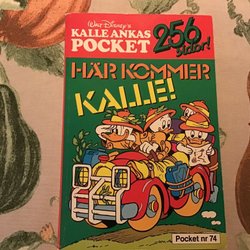 Walt Disney's
KALLE ANKAS
POCKET
256
sidor!
HÄR KOMMER
KALLE!
Pocket nr 74